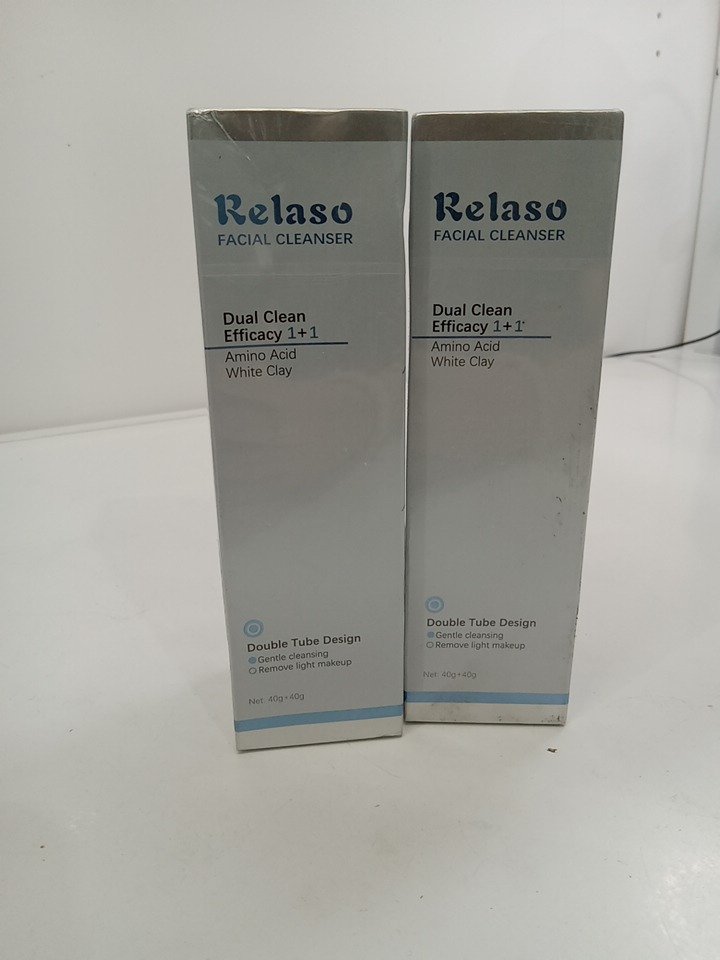 Relaso
FACIAL CLEANSER
Dual Clean
Efficacy 1+1
Amino Acid
White Clay
Double Tube Design
Gentle cleansing
Remove light makeup
Net: 40g+40g
Relaso
FACIAL CLEANSER
Dual Clean
Efficacy 1+1
Amino Acid
White Clay
Double Tube Design
Gentle cleansing
Remove light makeup
Net: 40g+40g